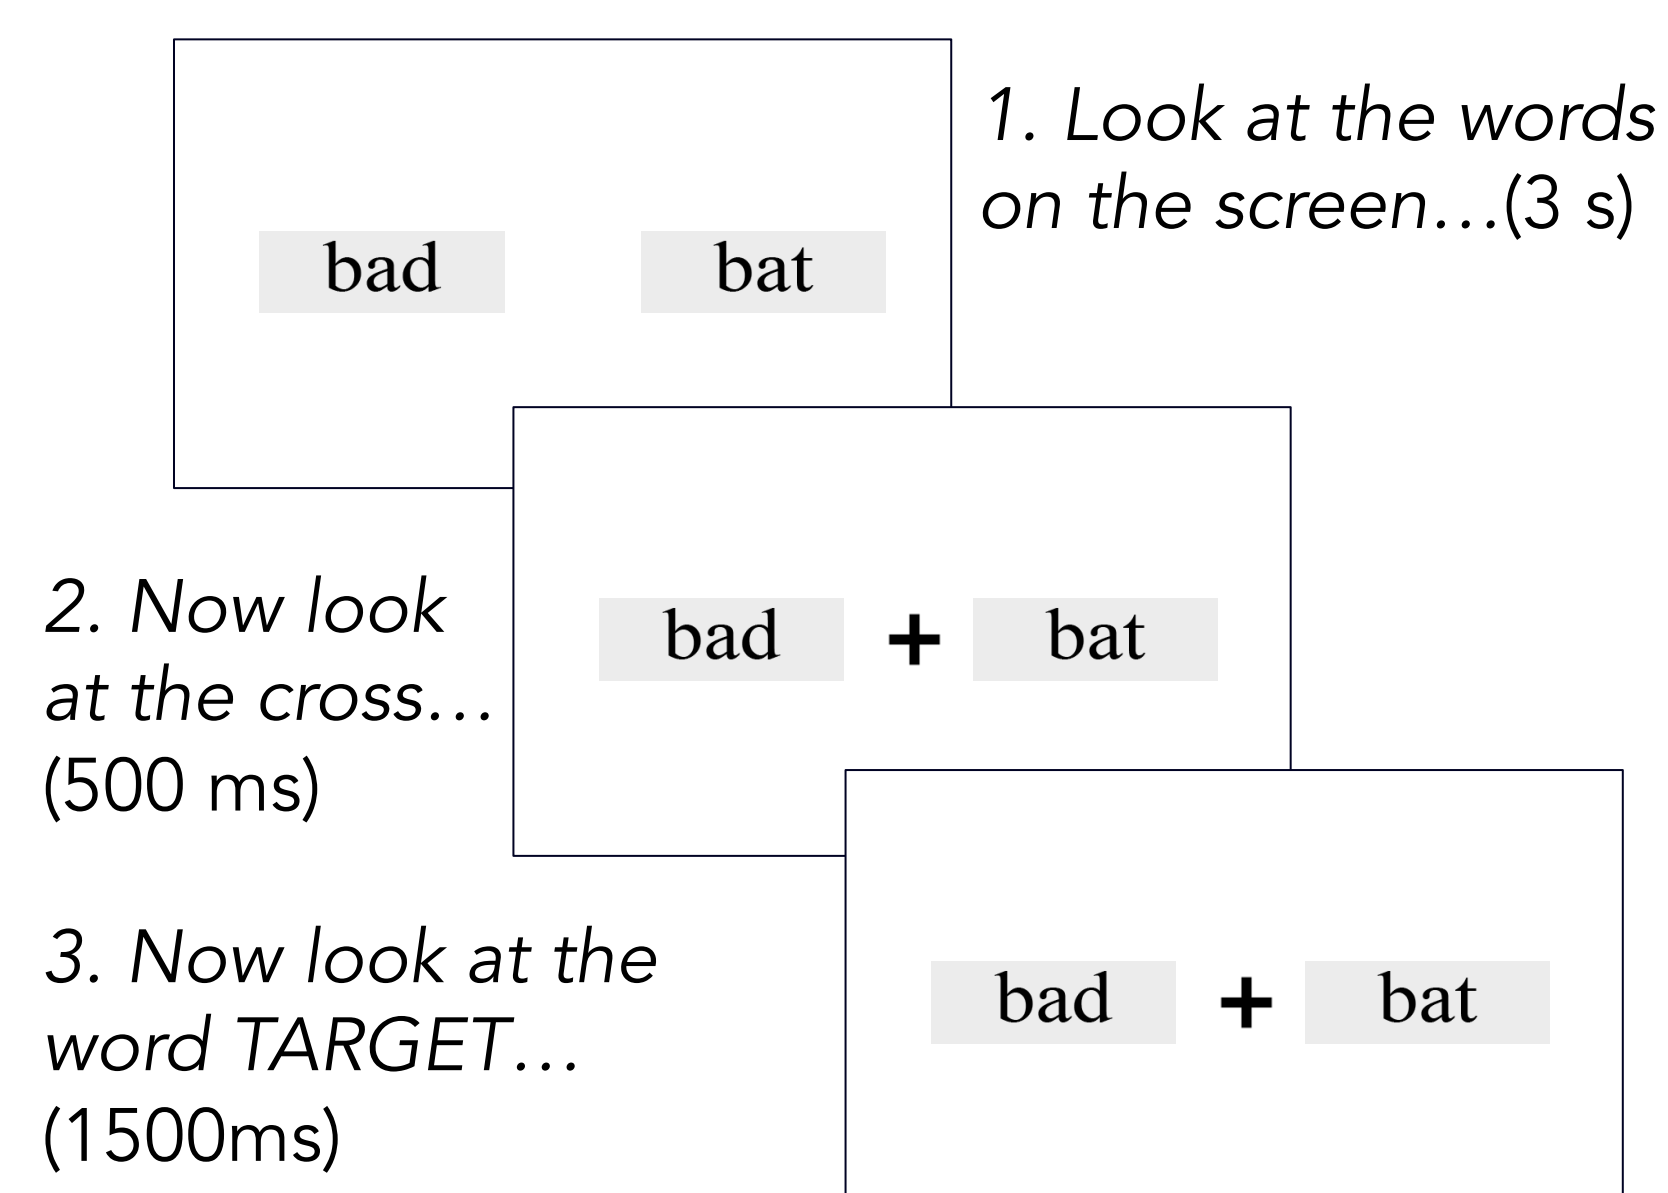 1. Look at the words
on the screen…(3 s)
bad bat
2. Now look
at the cross…
(500 ms)
bad + bat
3. Now look at the
word TARGET…
(1500ms)
bad + bat